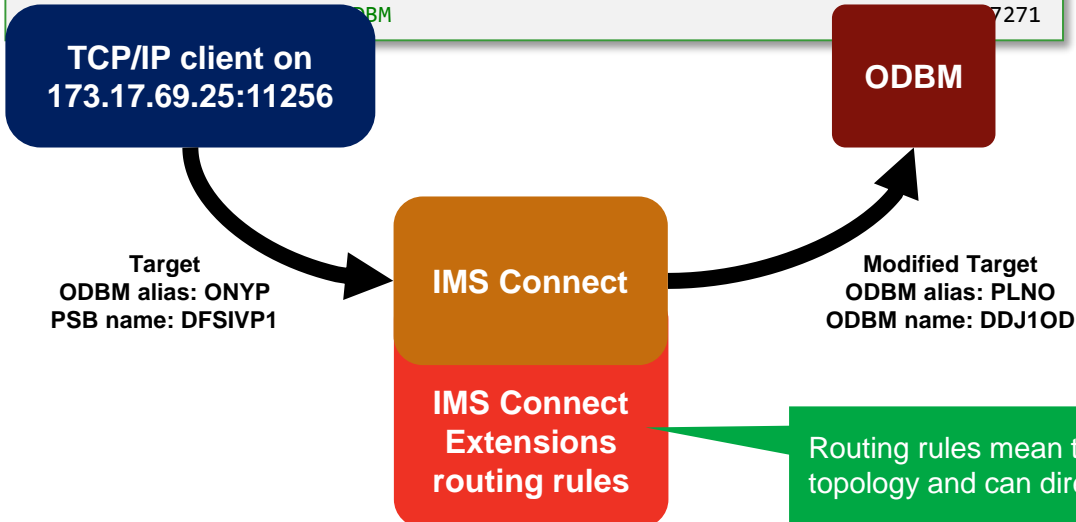 DBM 7271
TCP/IP client on
173.17.69.25:11256
ODBM
Target
ODBM alias: ONYP
PSB name: DFSIVP1
IMS Connect
Modified Target
ODBM alias: PLNO
ODBM name: DDJ1OD
IMS Connect
Extensions
routing rules
Routing rules mean
topology and can